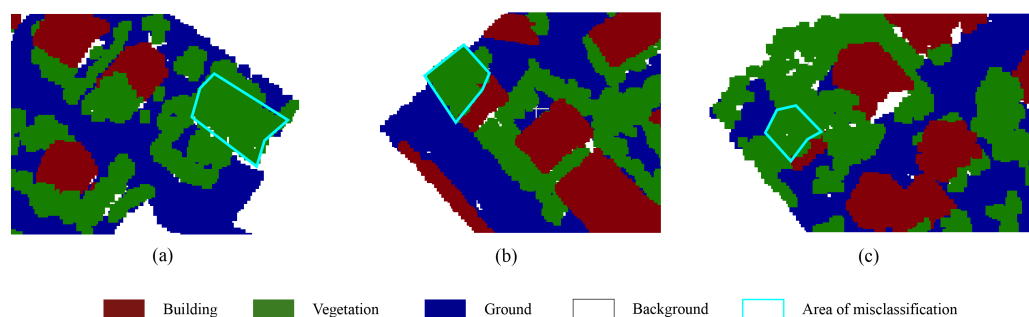 (a) (b) (c)
Building Vegetation Ground Background Area of misclassification